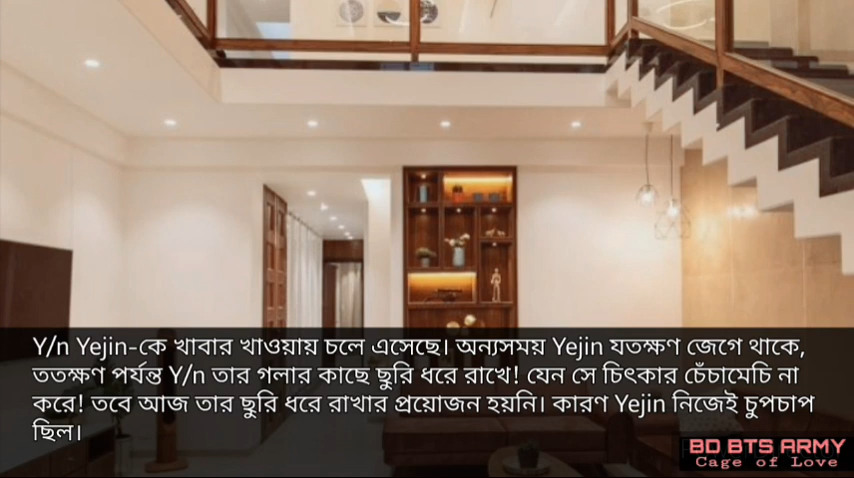 Y/n Yejin-কে খাবার খাওয়ায় চলে এসেছে। অন্যসময় Yejin যতক্ষণ জেগে থাকে,
ততক্ষণ পর্যন্ত Y/n তার গলার কাছে ছুরি ধরে রাখে! যেন সে চিৎকার চেঁচামেচি না
করে! তবে আজ তার ছুরি ধরে রাখার প্রয়োজন হয়নি। কারণ Yejin নিজেই চুপচাপ
ছিল।
BD BTS ARMY
Cage of Love